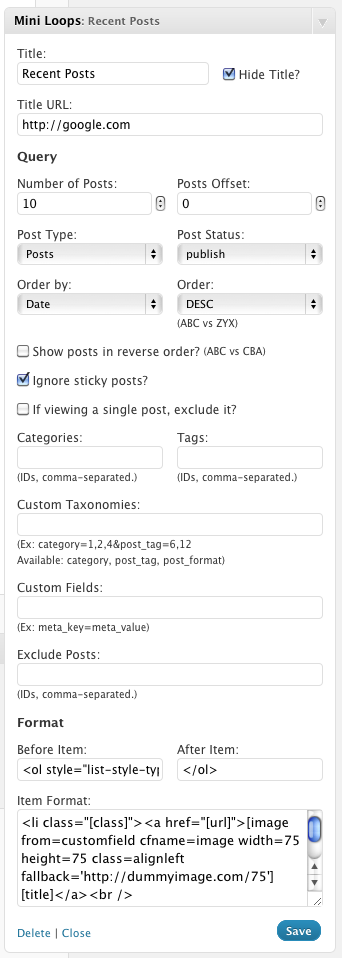 Mini Loops: Recent Posts
Title:
Recent Posts
Hide Title?
Title URL:
http://google.com
Query
Number of Posts: Posts Offset:
10 0
Post Type: Post Status:
Posts publish
Order by: Order:
Date DESC
(ABC vs ZYX)
Show posts in reverse order? (ABC vs CBA)
Ignore sticky posts?
If viewing a single post, exclude it?
Categories: Tags:
(IDs, comma-separated.) (IDs, comma-separated.)
Custom Taxonomies:
(Ex: category=1,2,4&post_tag=6,12
Available: category, post_tag, post_format)
Custom Fields:
(Ex: meta_key=meta_value)
Exclude Posts:
(IDs, comma-separated.)
Format
Before Item: After Item:
<ol style="list-style-typ </ol>
Item Format:
<li class="[class]"><a href="[url]">[image
from=customfield cfname=image width=75
height=75 class=alignleft
fallback='http://dummyimage.com/75']
[title]</a><br />
Delete | Close Save